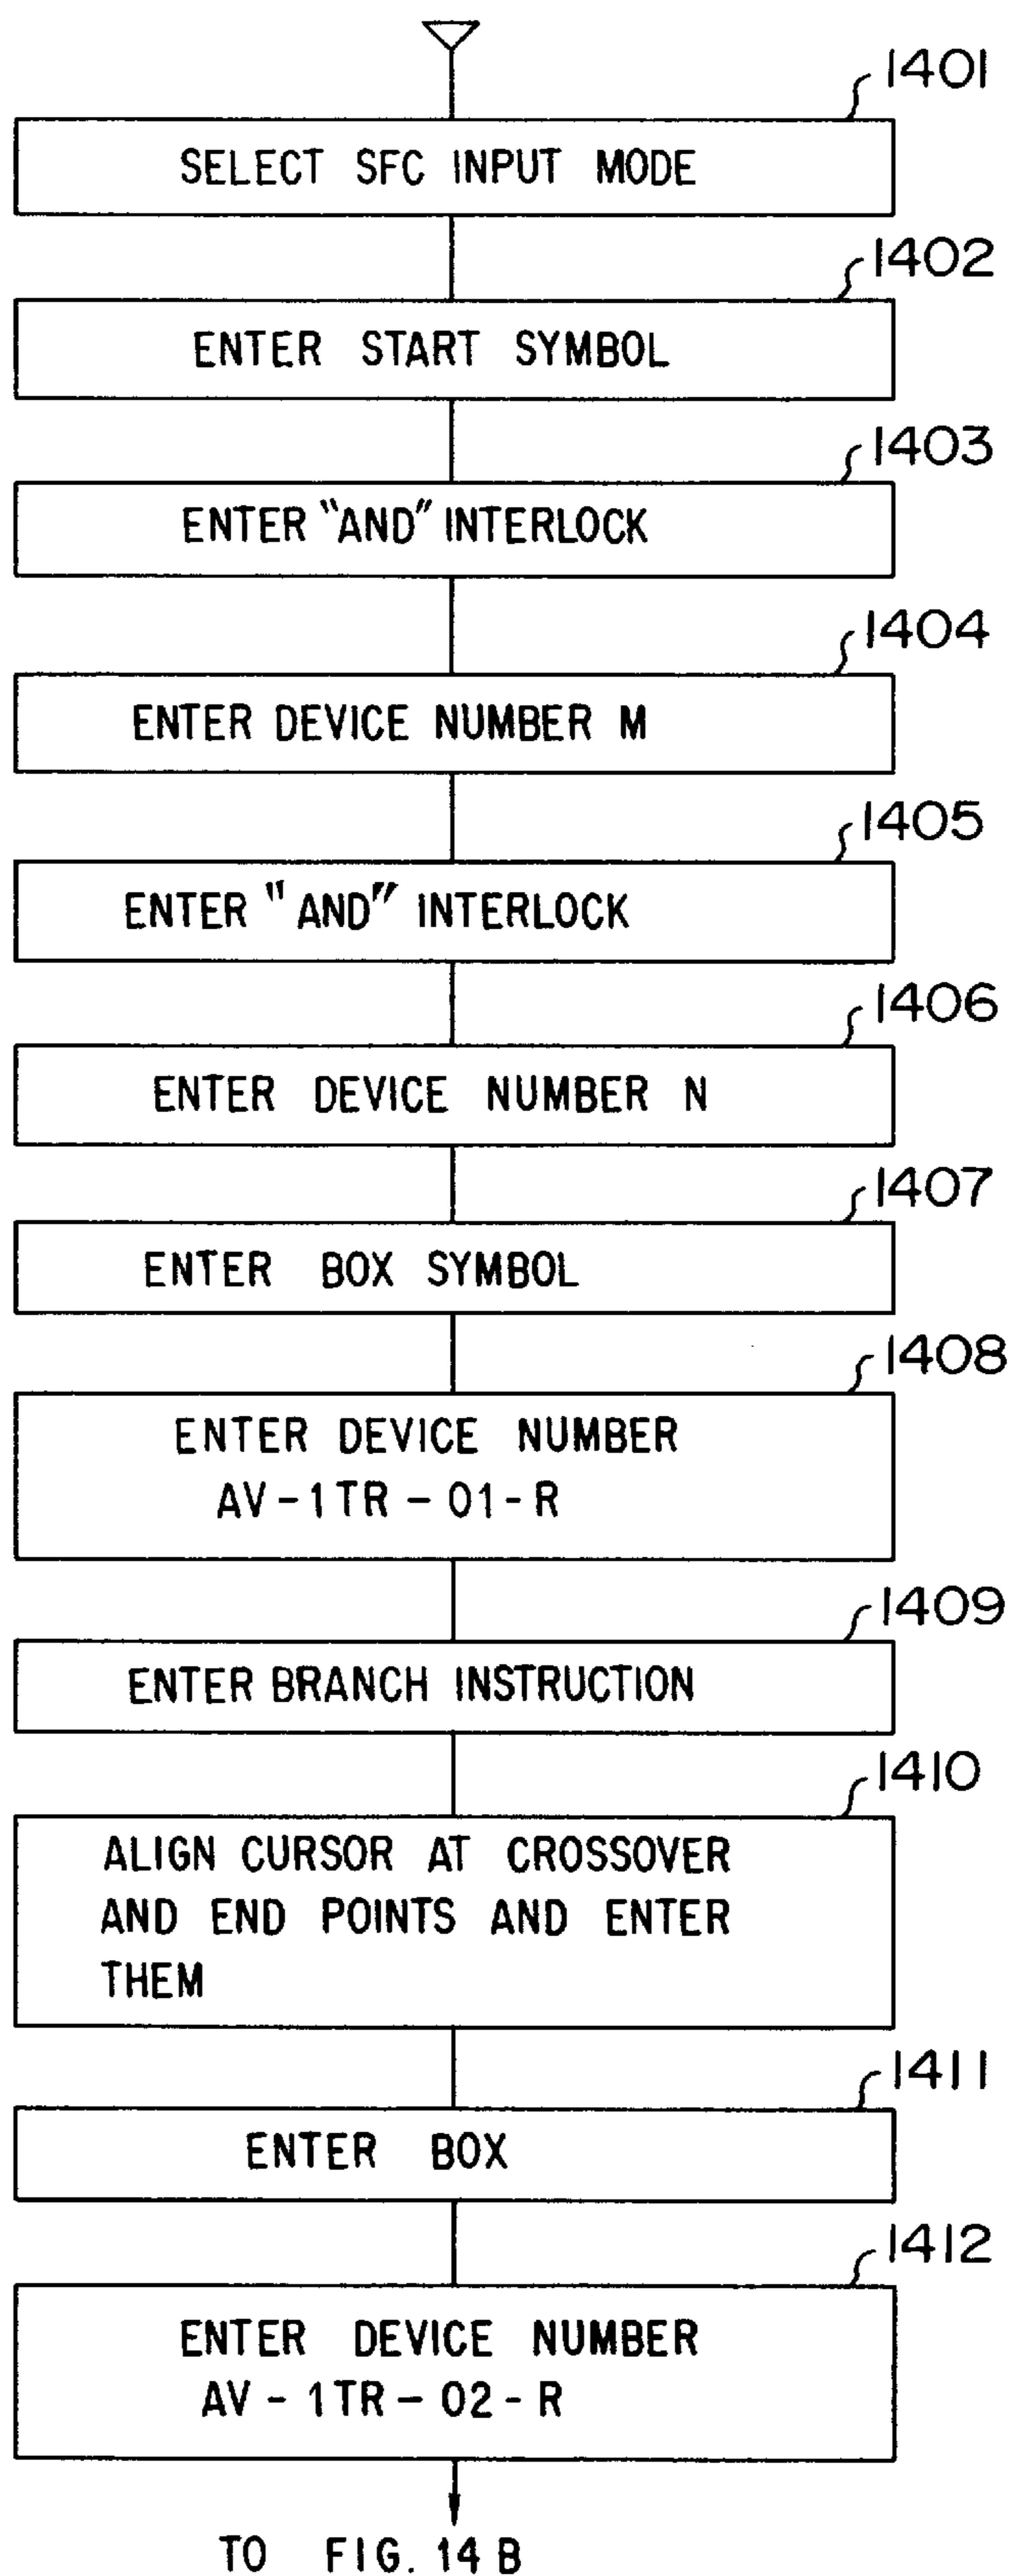 1401
SELECT SFC INPUT MODE
1402
ENTER START SYMBOL
1403
ENTER "AND" INTERLOCK
1404
ENTER DEVICE NUMBER M
1405
ENTER "AND" INTERLOCK
1406
ENTER DEVICE NUMBER N
1407
ENTER BOX SYMBOL
1408
ENTER DEVICE NUMBER
AV-1TR-01-R
1409
ENTER BRANCH INSTRUCTION
1410
ALIGN CURSOR AT CROSSOVER
AND END POINTS AND ENTER
THEM
1411
ENTER BOX
1412
ENTER DEVICE NUMBER
AV-1TR-02-R
TO FIG. 14B